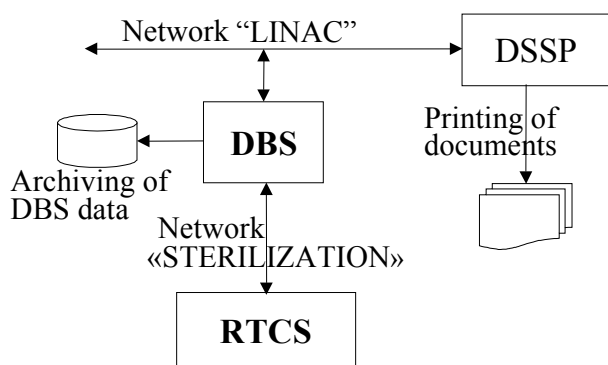 Network “LINAC”
DSSP
DBS
Printing of
documents
Archiving of
DBS data
Network
«STERILIZATION»
RTCS